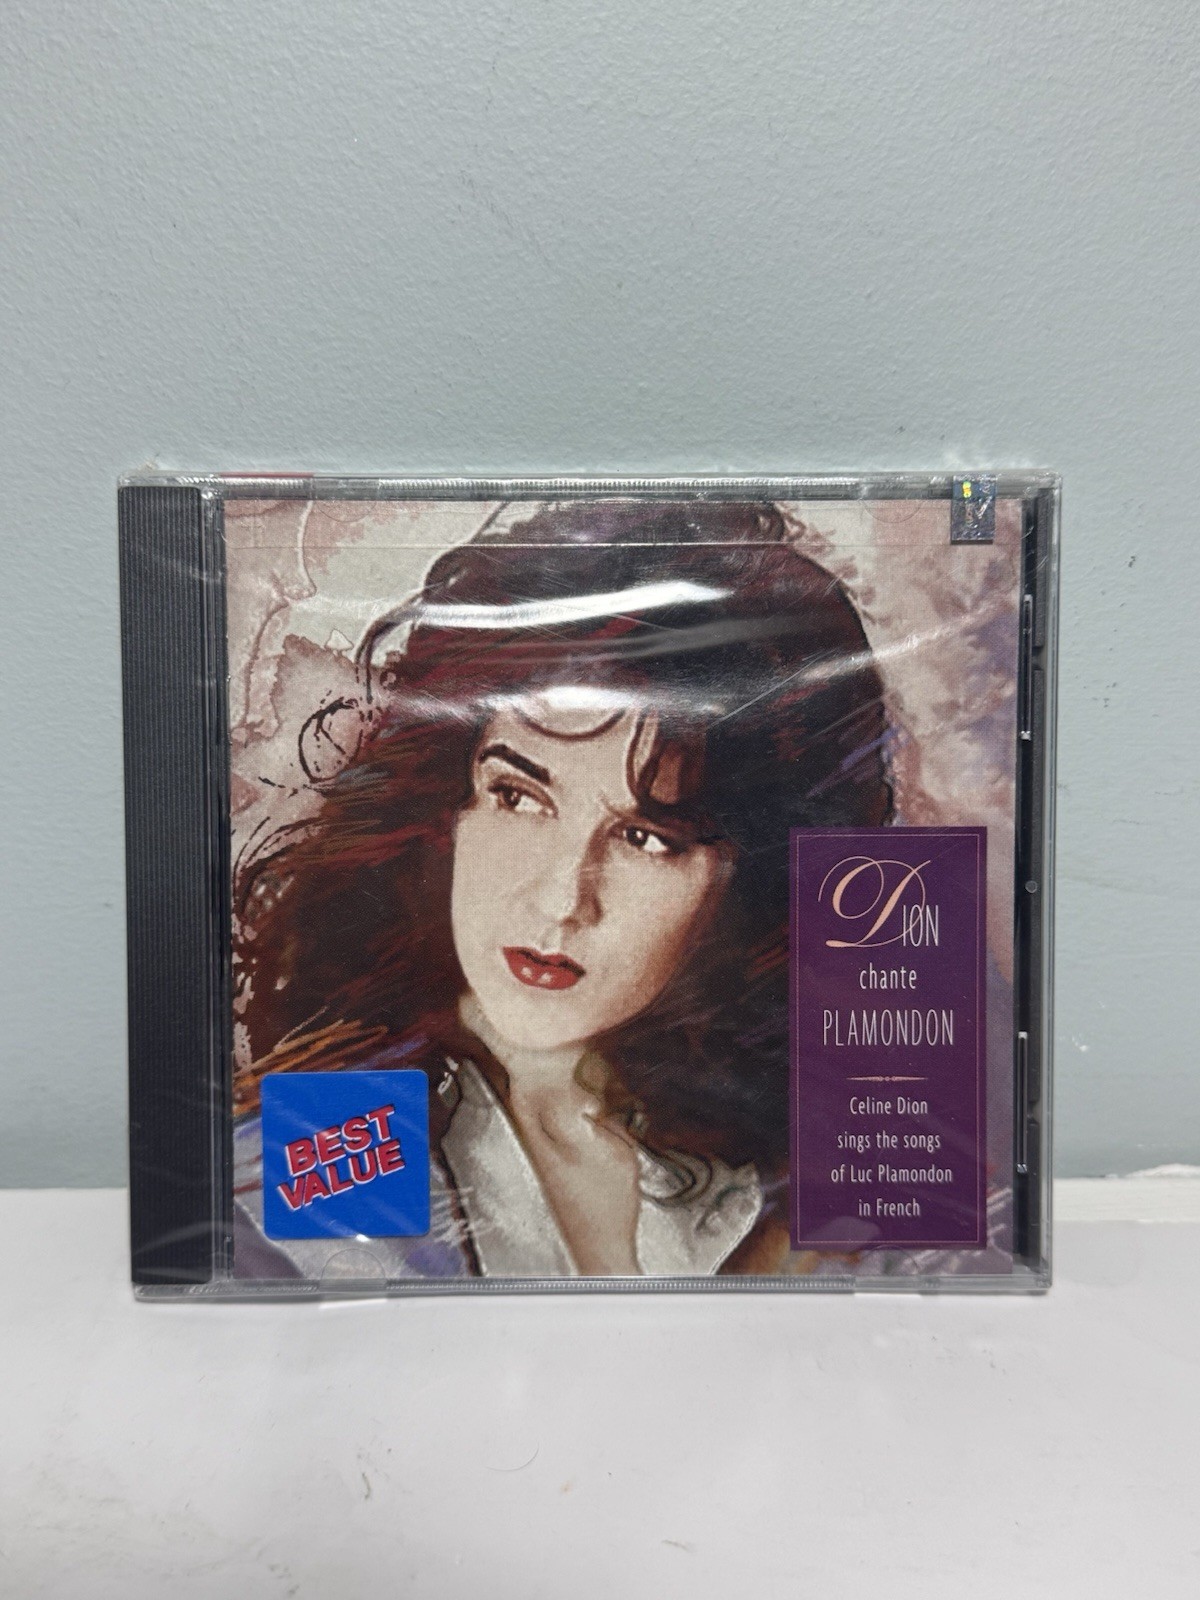 DION
chante
PLAMONDON
Celine Dion
sings the songs
of Luc Plamondon
in French
BEST
VALUE